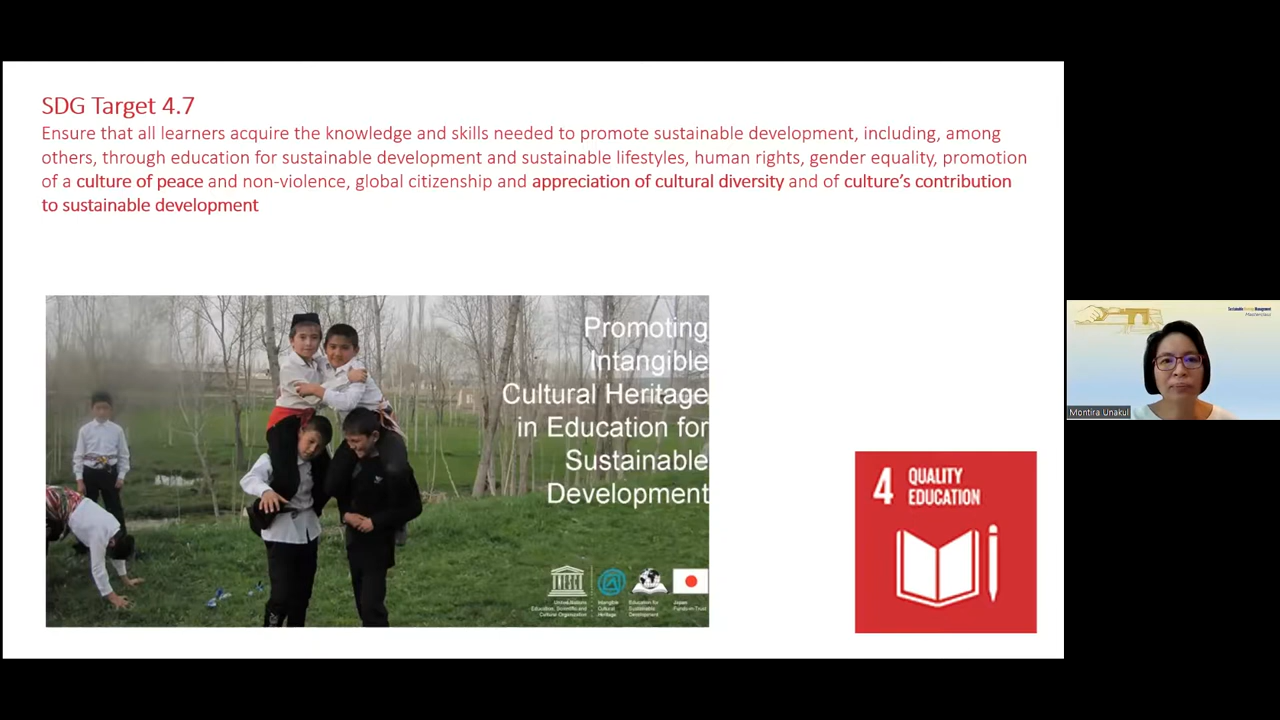 SDG Target 4.7
Ensure that all learners acquire the knowledge and skills needed to promote sustainable development, including, among
others, through education for sustainable development and sustainable lifestyles, human rights, gender equality, promotion
of a culture of peace and non-violence, global citizenship and appreciation of cultural diversity and of culture’s contribution
to sustainable development
Promoting
Intangible
Cultural Heritage
in Education for
Sustainable
Development
United Nations
Educational, Scientific and
Cultural Organization
Intangible
Cultural
Heritage
Education for
Sustainable
Development
Japan
Funds-in-Trust
4 QUALITY
EDUCATION
Sustainable Heritage Management
Masterclass
Montira Unakul